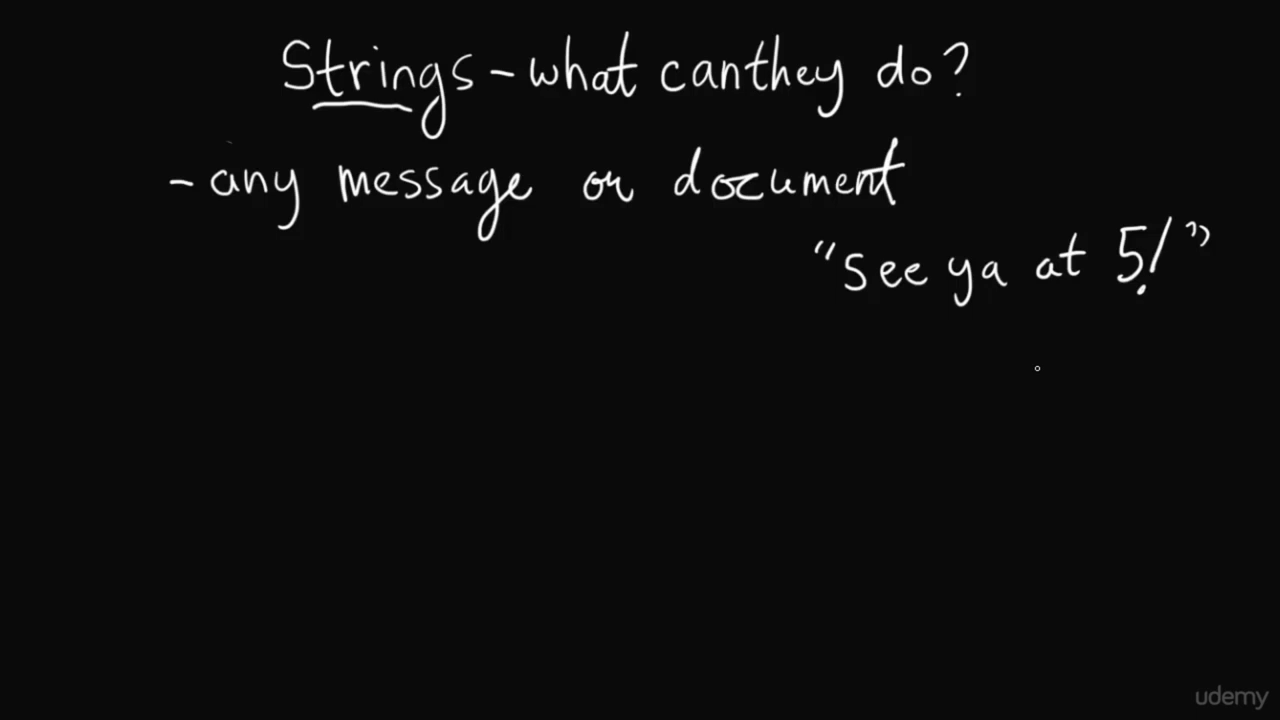 Strings - what can they do?
- any message or document
"see ya at 5!"
udemy